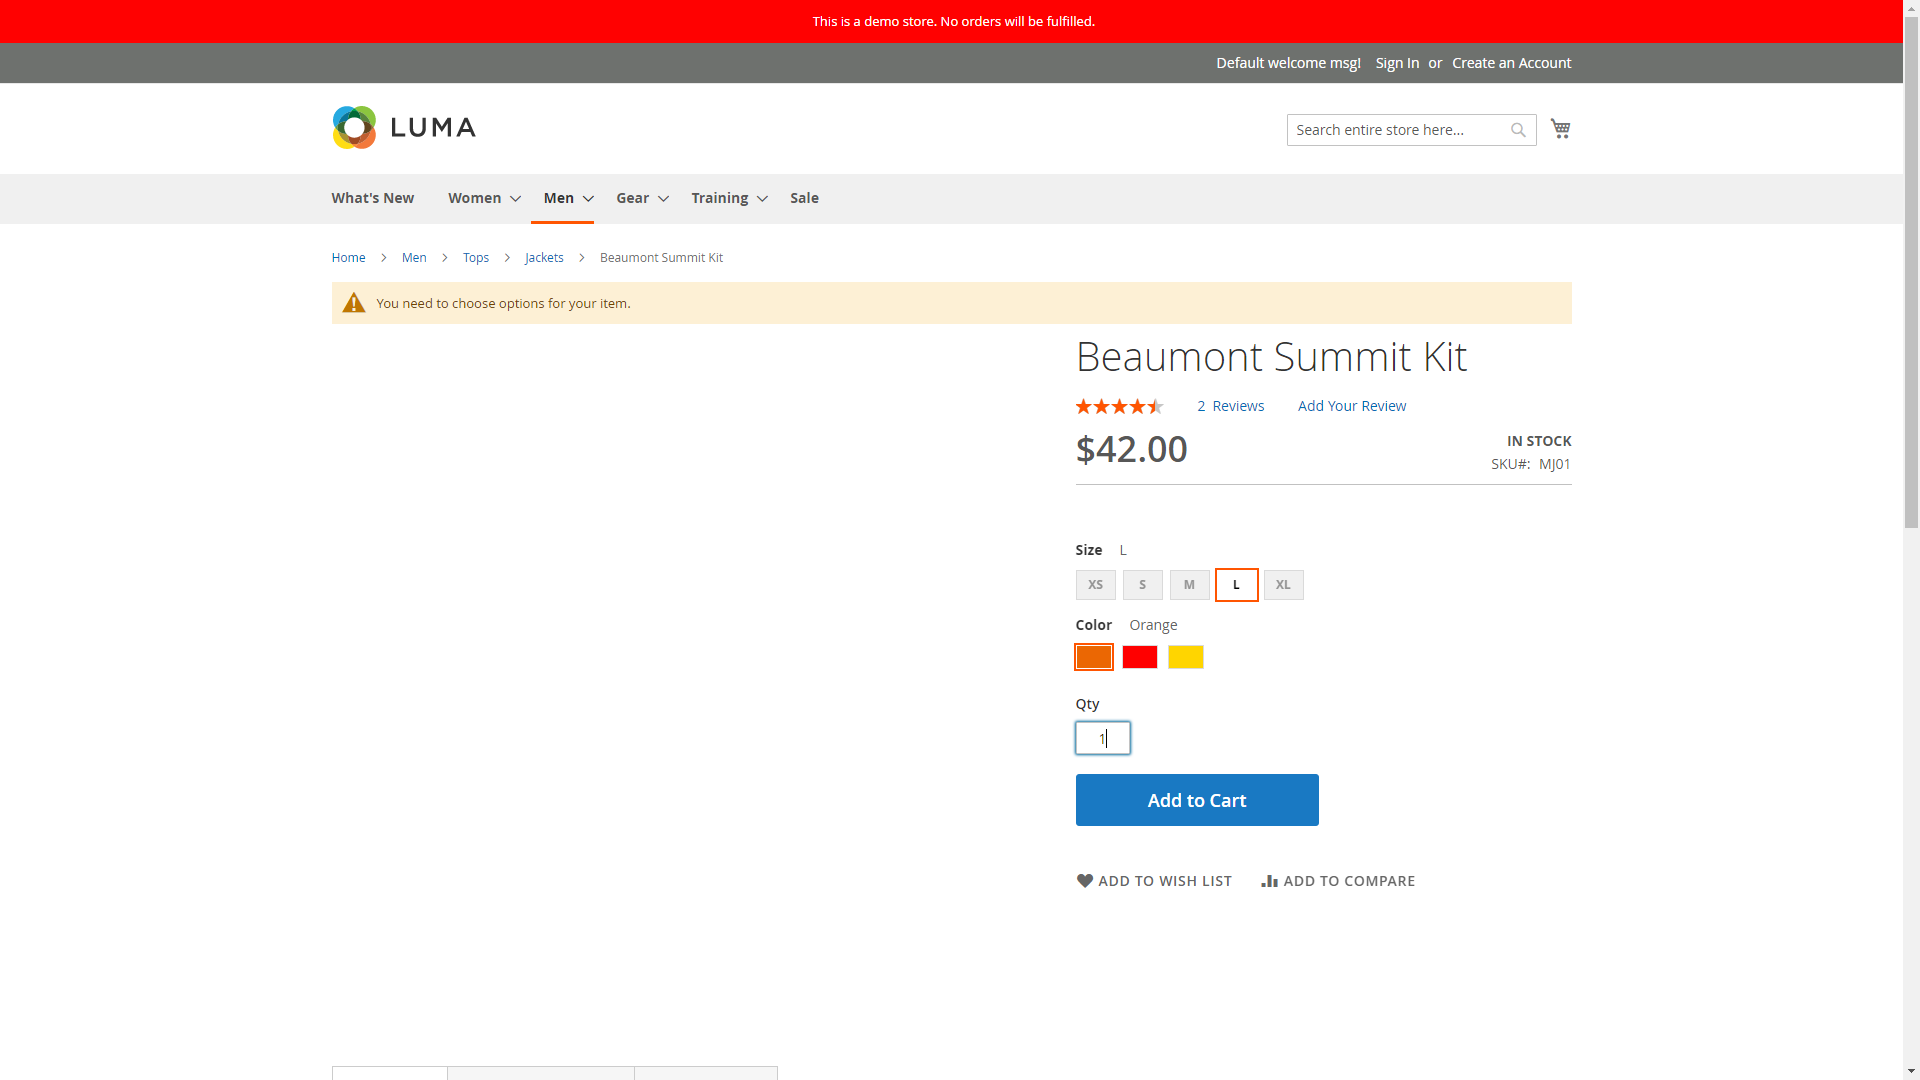 This is a demo store. No orders will be fulfilled.
Default welcome msg! Sign In or Create an Account
LUMA
Search entire store here...
What's New Women Men Gear Training Sale
Home Men Tops Jackets Beaumont Summit Kit
You need to choose options for your item.
Beaumont Summit Kit
2 Reviews Add Your Review
$42.00
IN STOCK
SKU#: MJ01
Size L
XS S M L XL
Color Orange
Qty
1
Add to Cart
ADD TO WISH LIST ADD TO COMPARE